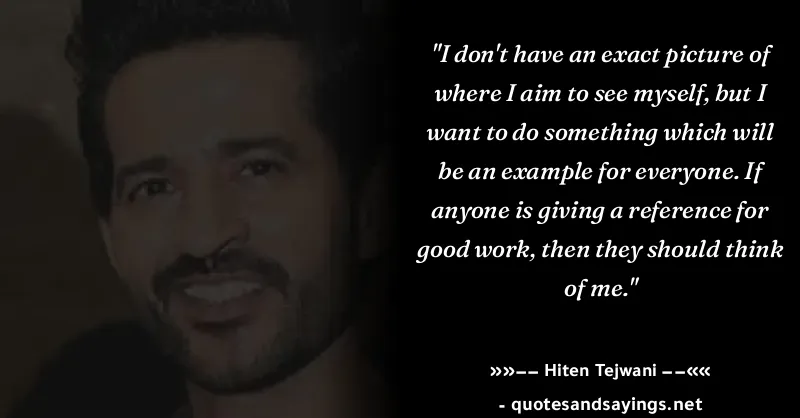 "I don't have an exact picture of
where I aim to see myself, but I
want to do something which will
be an example for everyone. If
anyone is giving a reference for
good work, then they should think
of me."
»»−− Hiten Tejwani −−««
- quotesandsayings.net